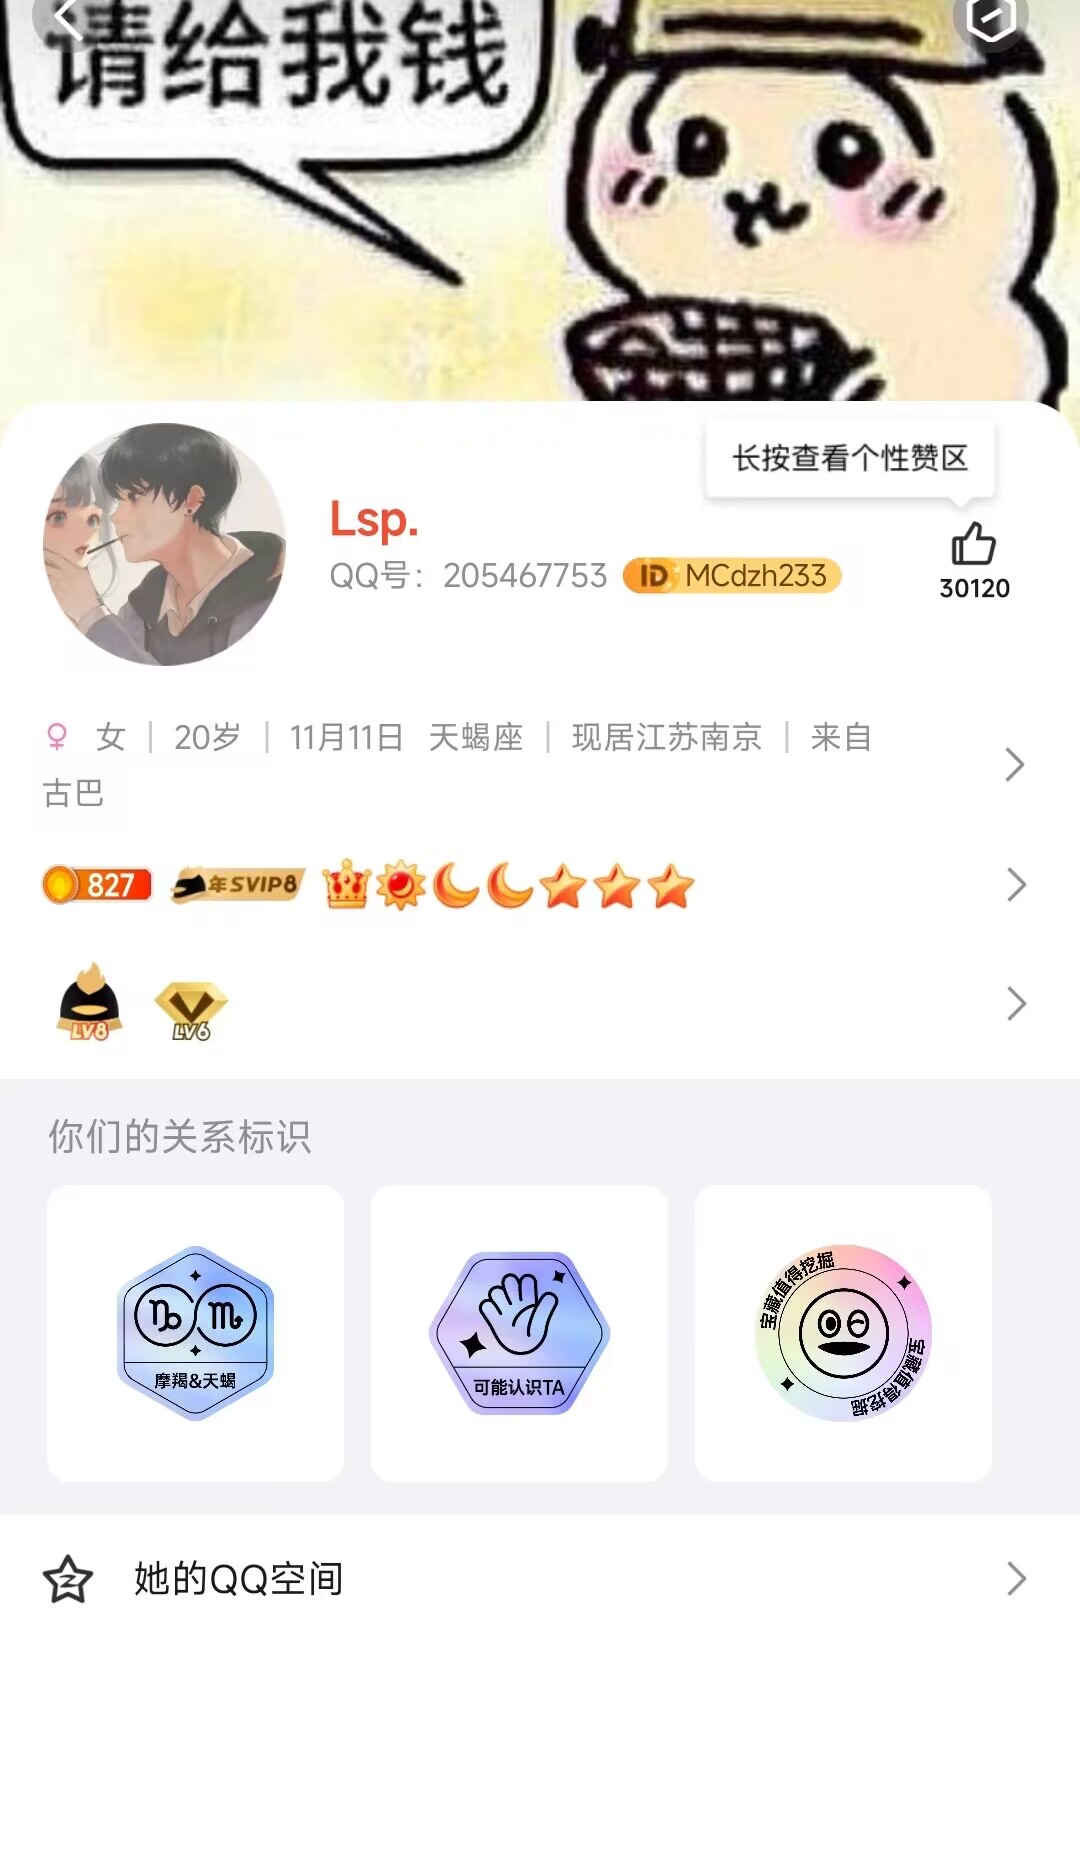 请给我钱
长按查看个性赞区
Lsp.
QQ号：205467753 ID MCdzh233
30120
女 | 20岁 | 11月11日 天蝎座 | 现居江苏南京 | 来自
古巴
827 年SVIP8
LV8 LV6
你们的关系标识
摩羯&天蝎
可能认识TA
宝藏值得挖掘
宝藏值得挖掘
她的QQ空间